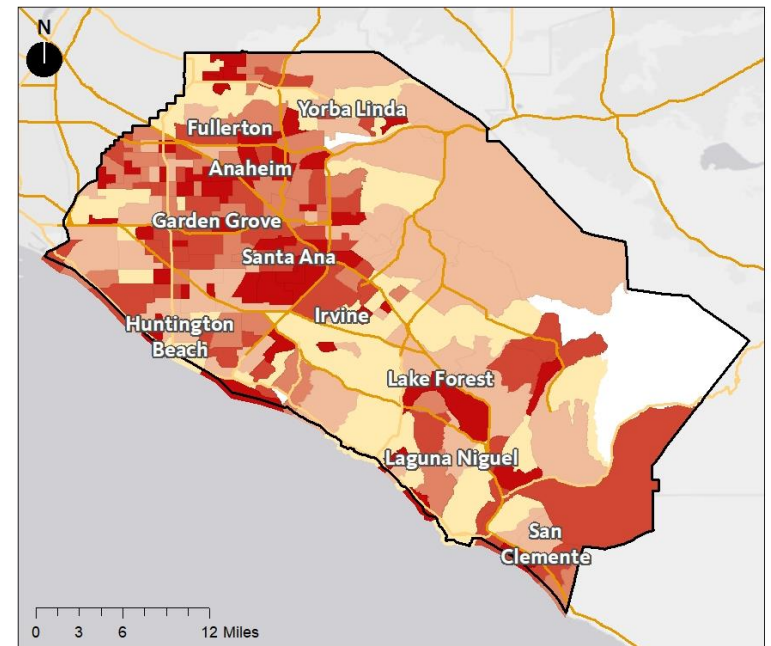 N
Yorba Linda
Fullerton
Anaheim
Garden Grove
Santa Ana
Irvine
Huntington
Beach
Lake Forest
Laguna Niguel
San
Clemente
0 3 6 12 Miles